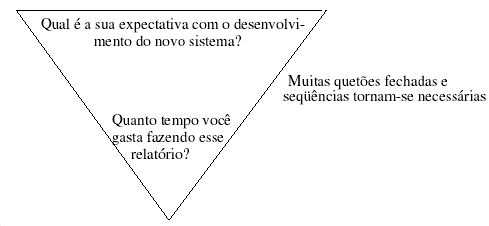 Qual é a sua expectativa com o desenvolvi-
mento do novo sistema?
Muitas quetões fechadas e
seqüências tornam-se necessárias
Quanto tempo você
gasta fazendo esse
relatório?